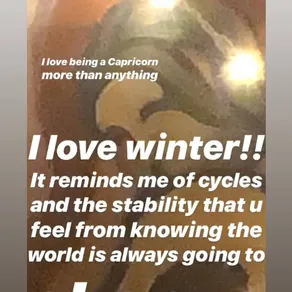 I love being a Capricorn
more than anything
I love winter!!
It reminds me of cycles
and the stability that u
feel from knowing the
world is always going to